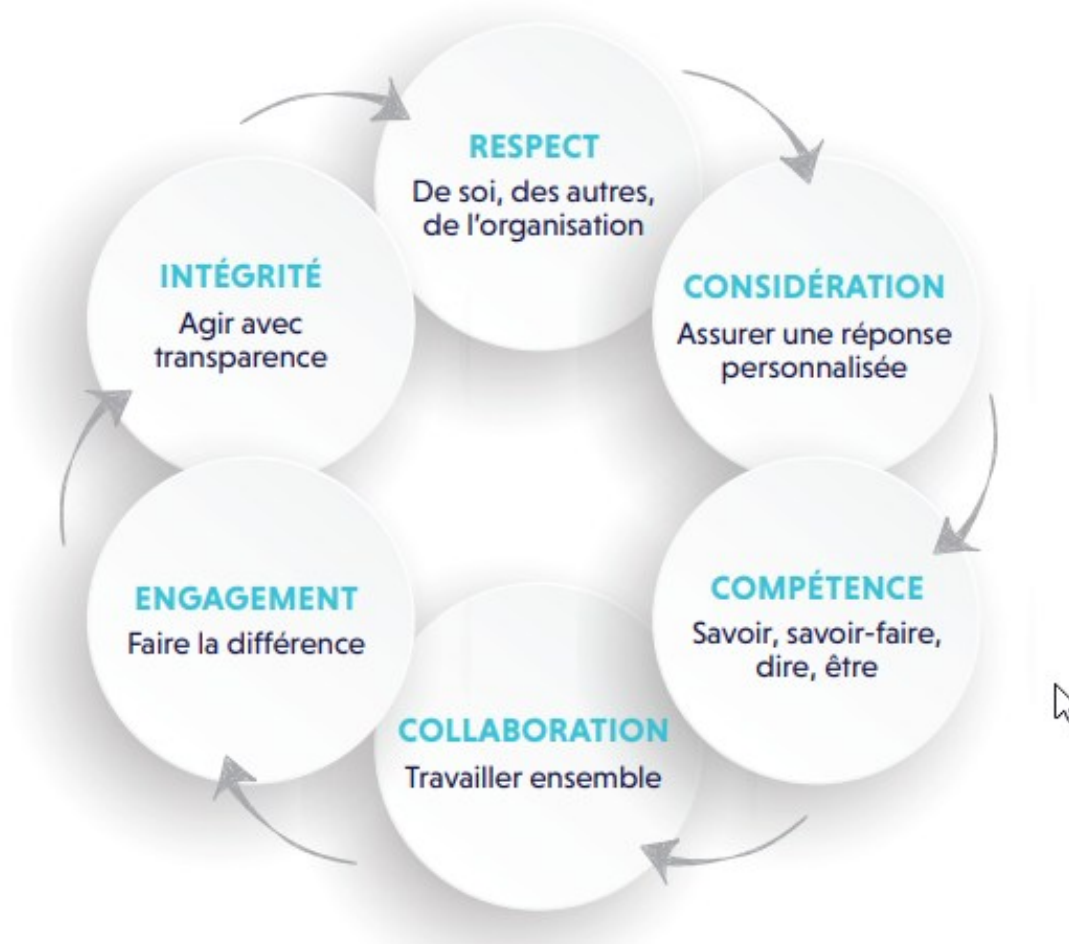 RESPECT
De soi, des autres,
de l'organisation
CONSIDÉRATION
Assurer une réponse
personnalisée
COMPÉTENCE
Savoir, savoir-faire,
dire, être
COLLABORATION
Travailler ensemble
ENGAGEMENT
Faire la différence
INTÉGRITÉ
Agir avec
transparence